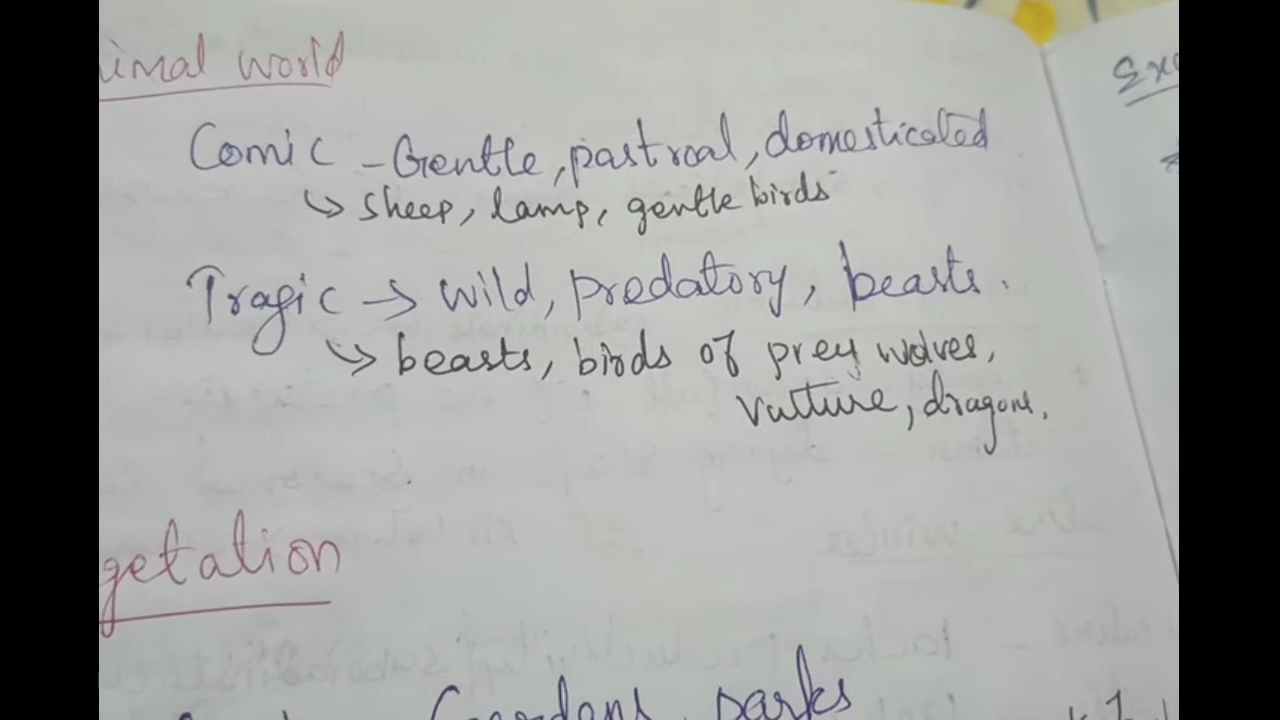 imal world
Comic - Gentle, pastroal, domesticated
↳ Sheep, lamp, gentle birds
Tragic → wild, predatory, beasts.
↳ beasts, birds of prey wolves,
vulture, dragons.
getation
Gardens, parks